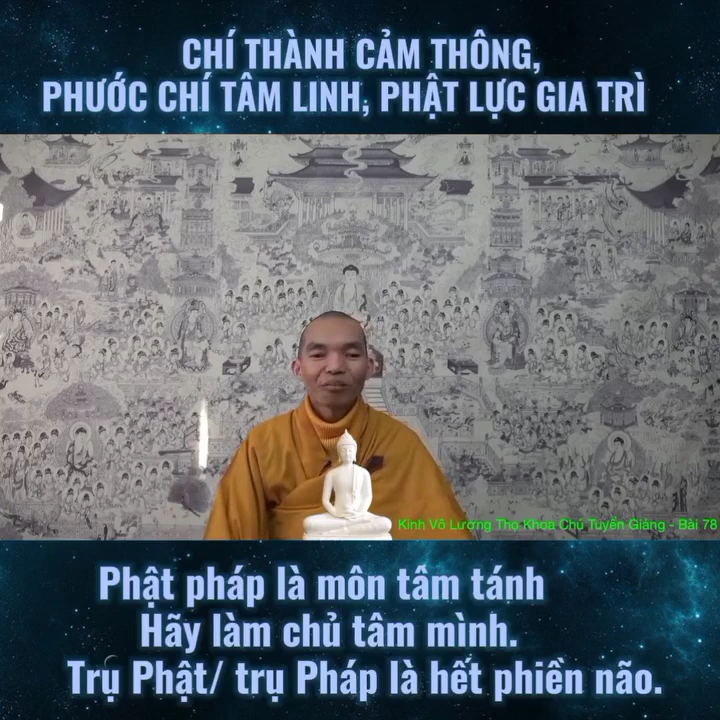 CHÍ THÀNH CẢM THÔNG,
PHƯỚC CHÍ TÂM LINH, PHẬT LỰC GIA TRÌ
Kinh Vô Lượng Thọ Khoa Chú Tuyển Giảng - Bài 78
Phật pháp là môn tâm tánh
Hãy làm chủ tâm mình.
Trụ Phật/ trụ Pháp là hết phiền não.